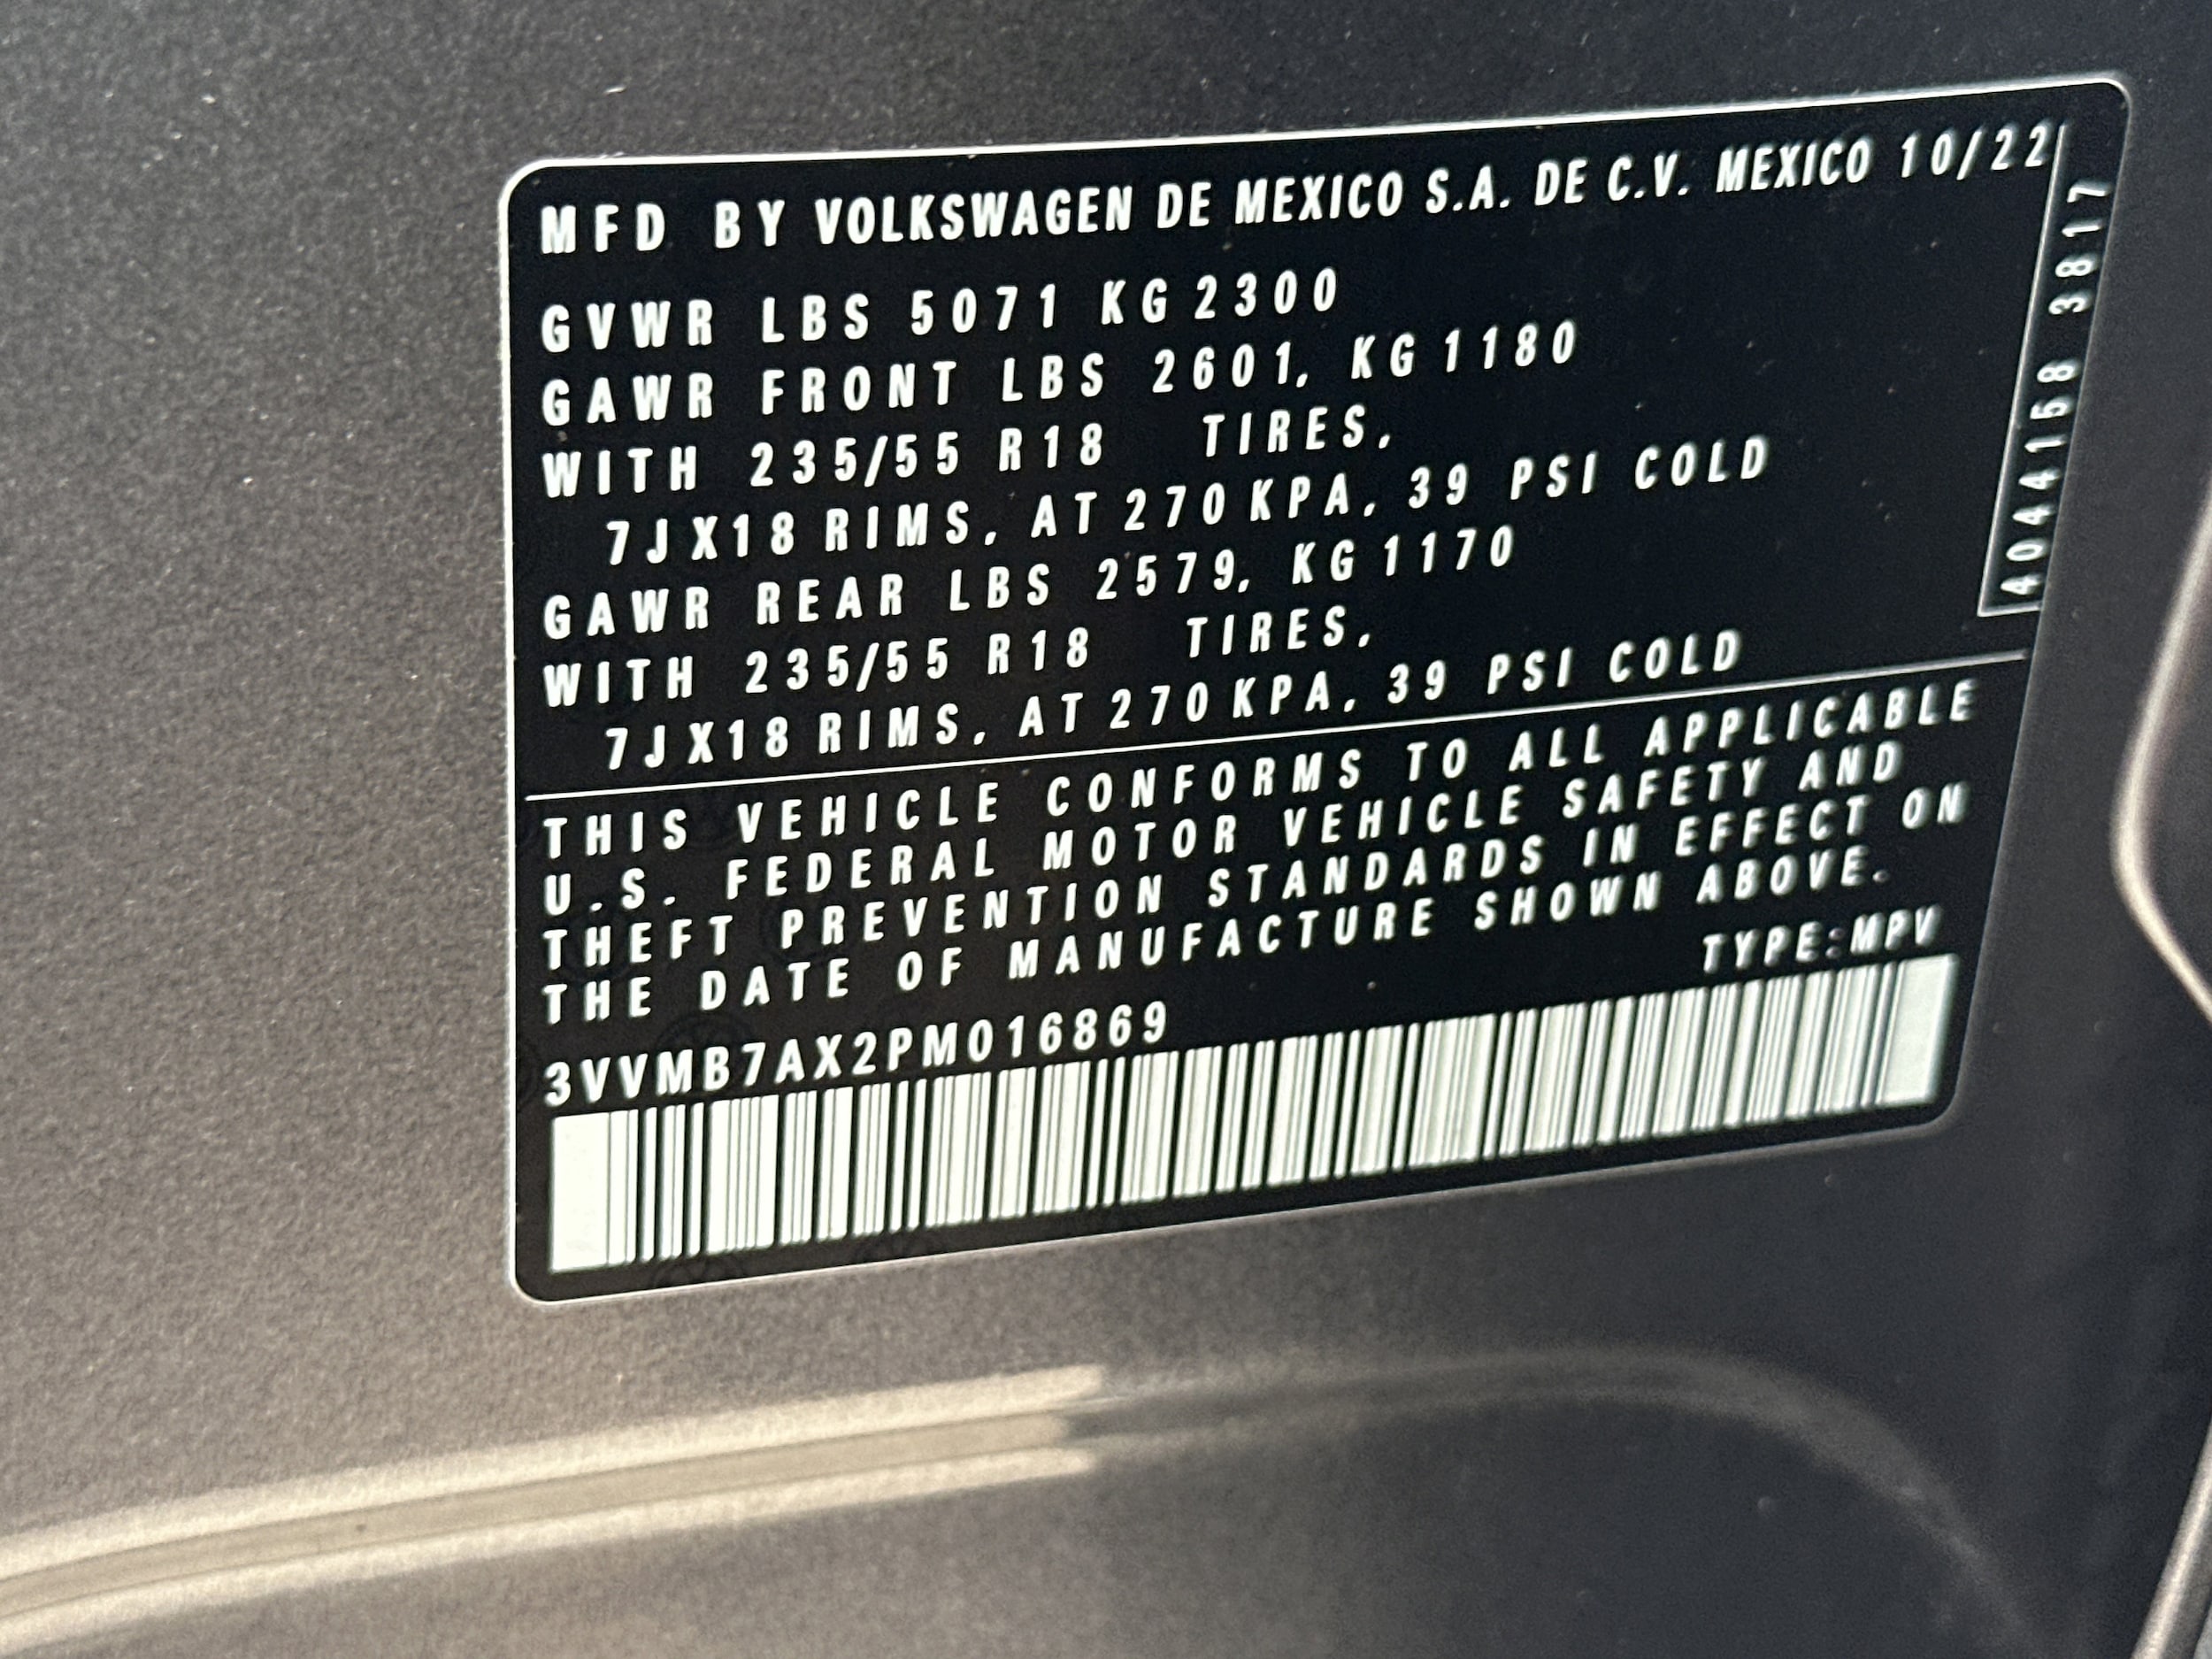 MFD BY VOLKSWAGEN DE MEXICO S.A. DE C.V. MEXICO 10/22
GVWR LBS 5071 KG 2300
GAWR FRONT LBS 2601, KG 1180
WITH 235/55 R18 TIRES,
7J X18 RIMS, AT 270 KPA, 39 PSI COLD
GAWR REAR LBS 2579, KG 1170
WITH 235/55 R18 TIRES,
7J X18 RIMS, AT 270 KPA, 39 PSI COLD
4044158 3817
THIS VEHICLE CONFORMS TO ALL APPLICABLE
U.S. FEDERAL MOTOR VEHICLE SAFETY AND
THEFT PREVENTION STANDARDS IN EFFECT ON
THE DATE OF MANUFACTURE SHOWN ABOVE.
TYPE:MPV
3VVMB7AX2PM016869